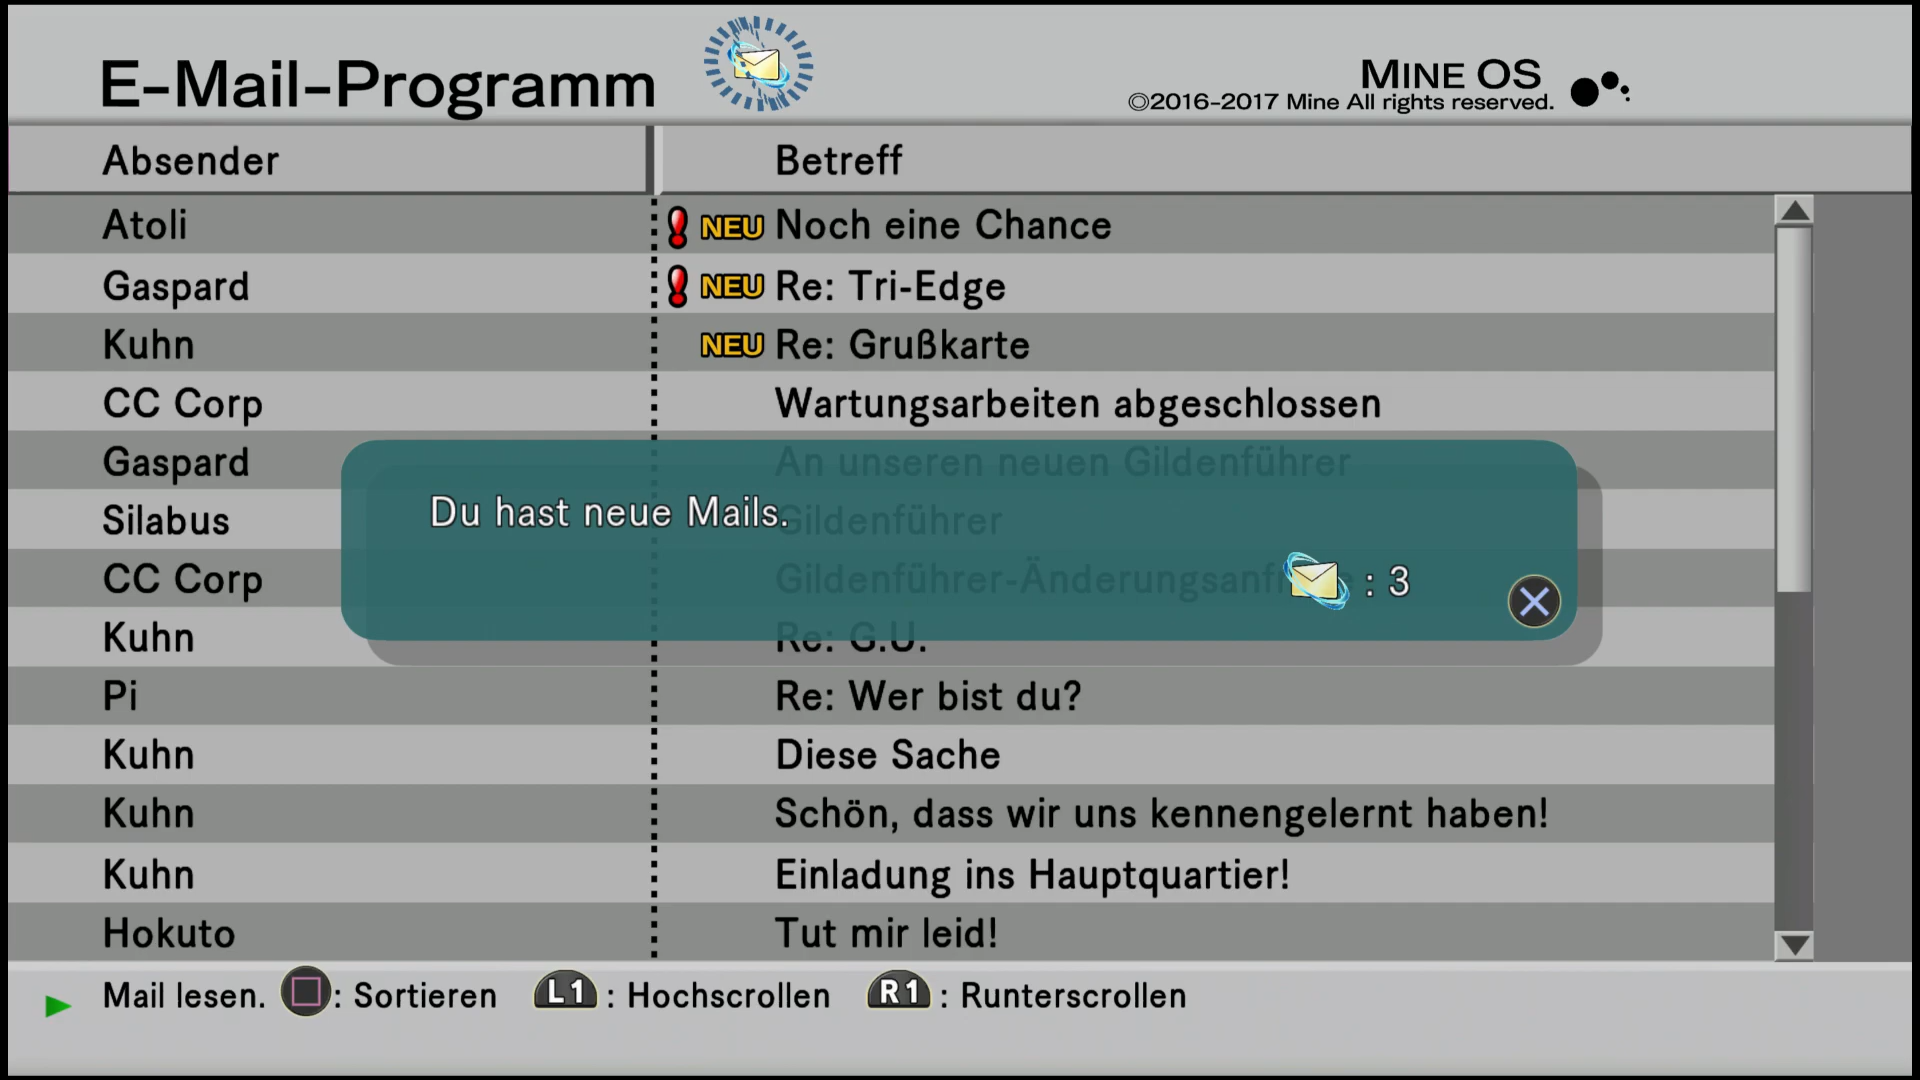 E-Mail-Programm
MINE OS
©2016-2017 Mine All rights reserved.
Absender Betreff
Atoli NEU Noch eine Chance
Gaspard NEU Re: Tri-Edge
Kuhn NEU Re: Grußkarte
CC Corp Wartungsarbeiten abgeschlossen
Gaspard An unseren neuen Gildenführer
Silabus Gildenführer
Du hast neue Mails.
CC Corp
: 3
Kuhn Re: G.U.
Pi Re: Wer bist du?
Kuhn Diese Sache
Kuhn Schön, dass wir uns kennengelernt haben!
Kuhn Einladung ins Hauptquartier!
Hokuto Tut mir leid!
Mail lesen. : Sortieren L1 : Hochscrollen R1 : Runterscrollen